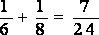 1/6 + 1/8 = 7/24